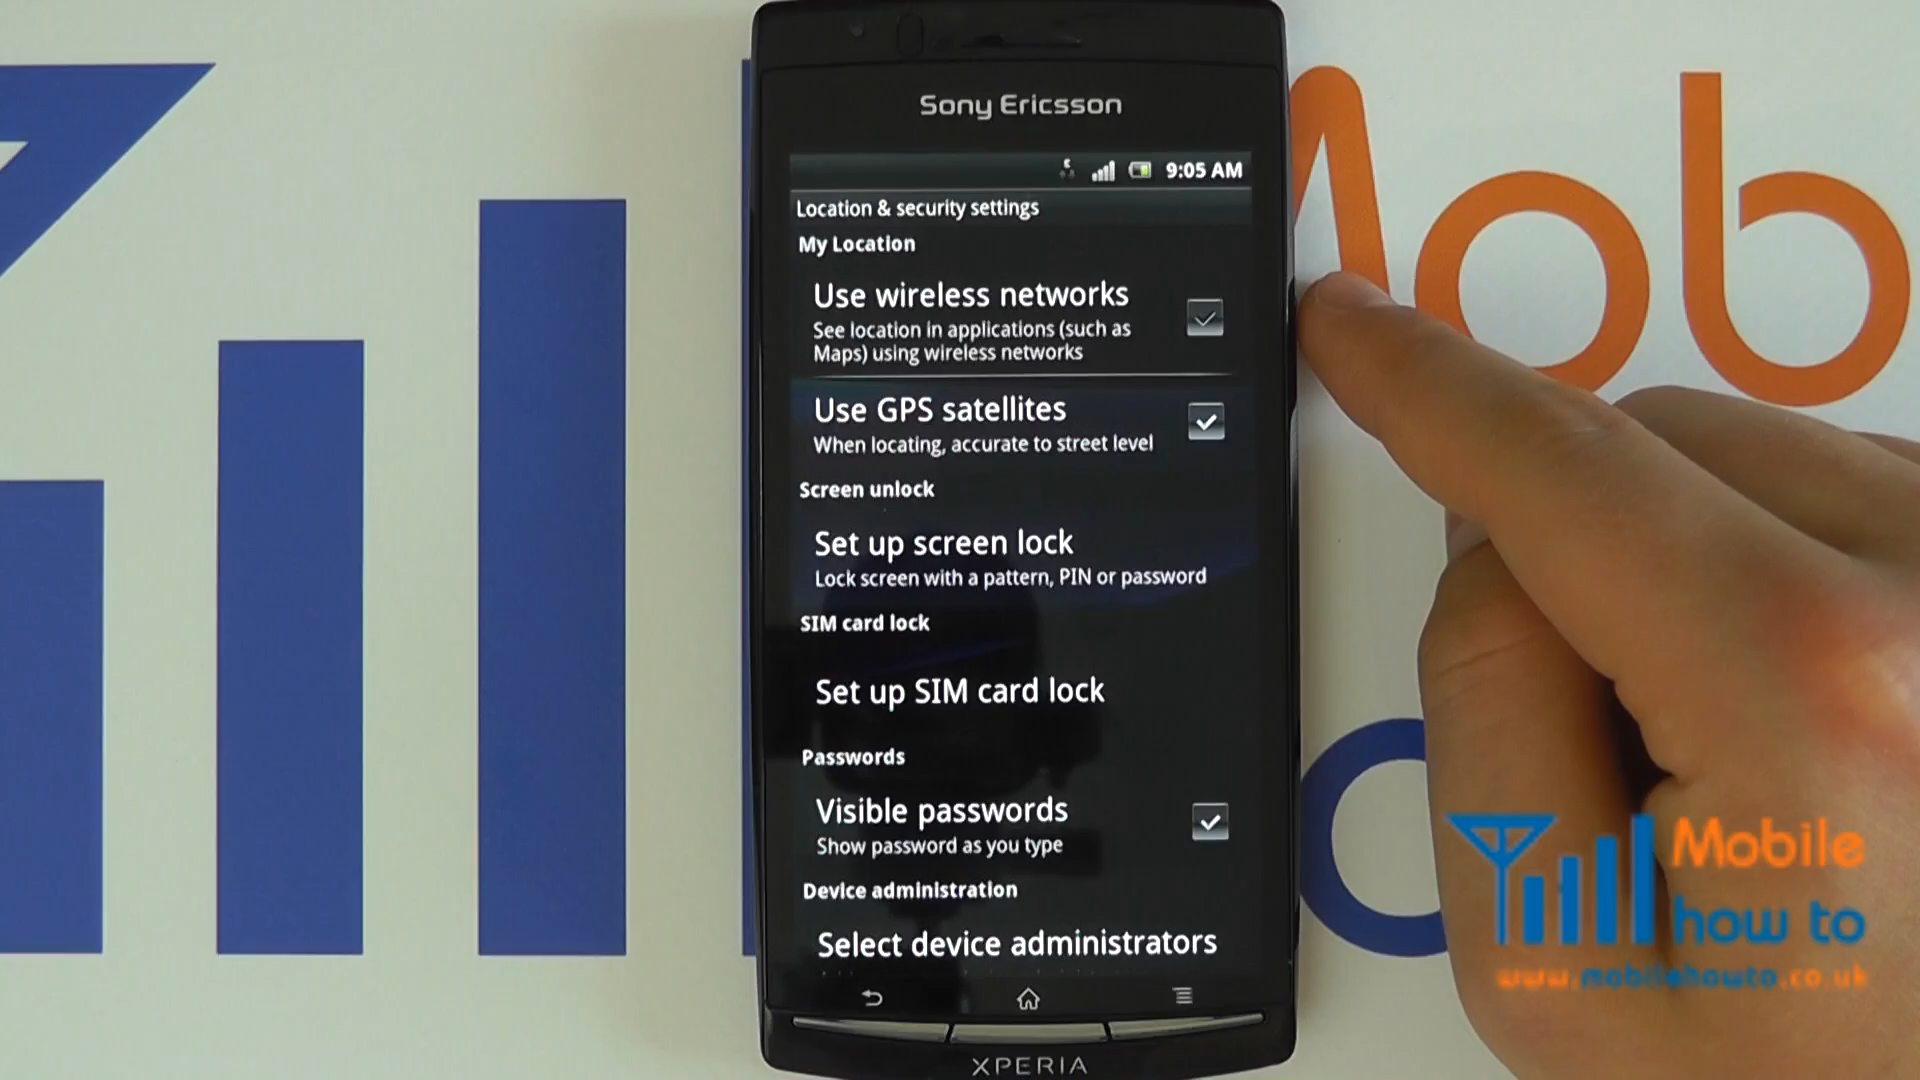 Sony Ericsson
9:05 AM
Location & security settings
My Location
Use wireless networks
See location in applications (such as
Maps) using wireless networks
Use GPS satellites
When locating, accurate to street level
Screen unlock
Set up screen lock
Lock screen with a pattern, PIN or password
SIM card lock
Set up SIM card lock
Passwords
Visible passwords
Show password as you type
Device administration
Select device administrators
XPERIA
Mob
Mobile
how to
www.mobilehowto.co.uk